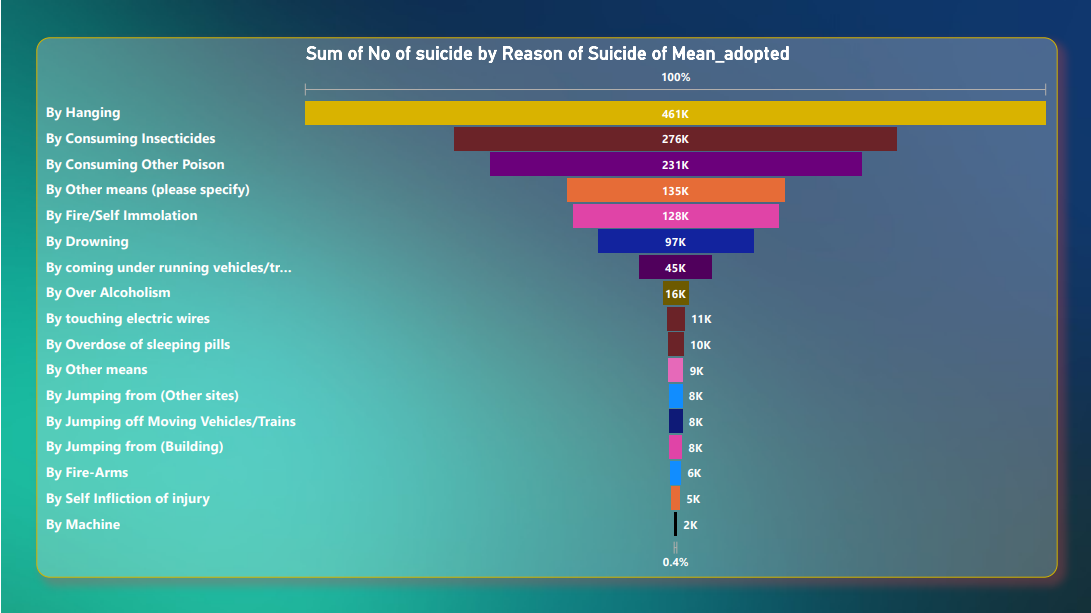 Sum of No of suicide by Reason of Suicide of Mean_adopted
100%
By Hanging 461K
By Consuming Insecticides 276K
By Consuming Other Poison 231K
By Other means (please specify) 135K
By Fire/Self Immolation 128K
By Drowning 97K
By coming under running vehicles/tr... 45K
By Over Alcoholism 16K
By touching electric wires 11K
By Overdose of sleeping pills 10K
By Other means 9K
By Jumping from (Other sites) 8K
By Jumping off Moving Vehicles/Trains 8K
By Jumping from (Building) 8K
By Fire-Arms 6K
By Self Infliction of injury 5K
By Machine 2K
0.4%